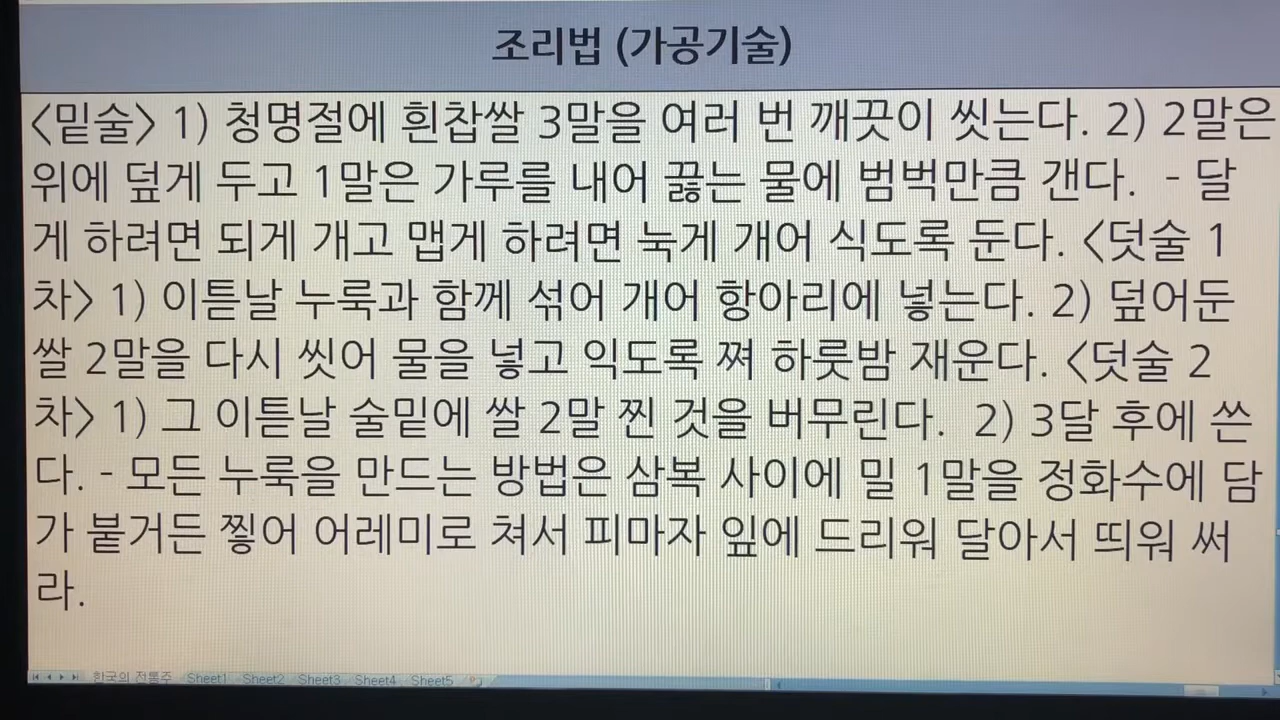 조리법 (가공기술)
<밑술> 1) 청명절에 흰찹쌀 3말을 여러 번 깨끗이 씻는다. 2) 2말은
위에 덮게 두고 1말은 가루를 내어 끓는 물에 범벅만큼 갠다. - 달
게 하려면 되게 개고 맵게 하려면 눅게 개어 식도록 둔다. <덧술 1
차> 1) 이튿날 누룩과 함께 섞어 개어 항아리에 넣는다. 2) 덮어둔
쌀 2말을 다시 씻어 물을 넣고 익도록 쪄 하룻밤 재운다. <덧술 2
차> 1) 그 이튿날 술밑에 쌀 2말 찐 것을 버무린다. 2) 3달 후에 쓴
다. - 모든 누룩을 만드는 방법은 삼복 사이에 밀 1말을 정화수에 담
가 붙거든 찧어 어레미로 쳐서 피마자 잎에 드리워 달아서 띄워 써
라.
한국의 전통주 Sheet1 Sheet2 Sheet3 Sheet4 Sheet5